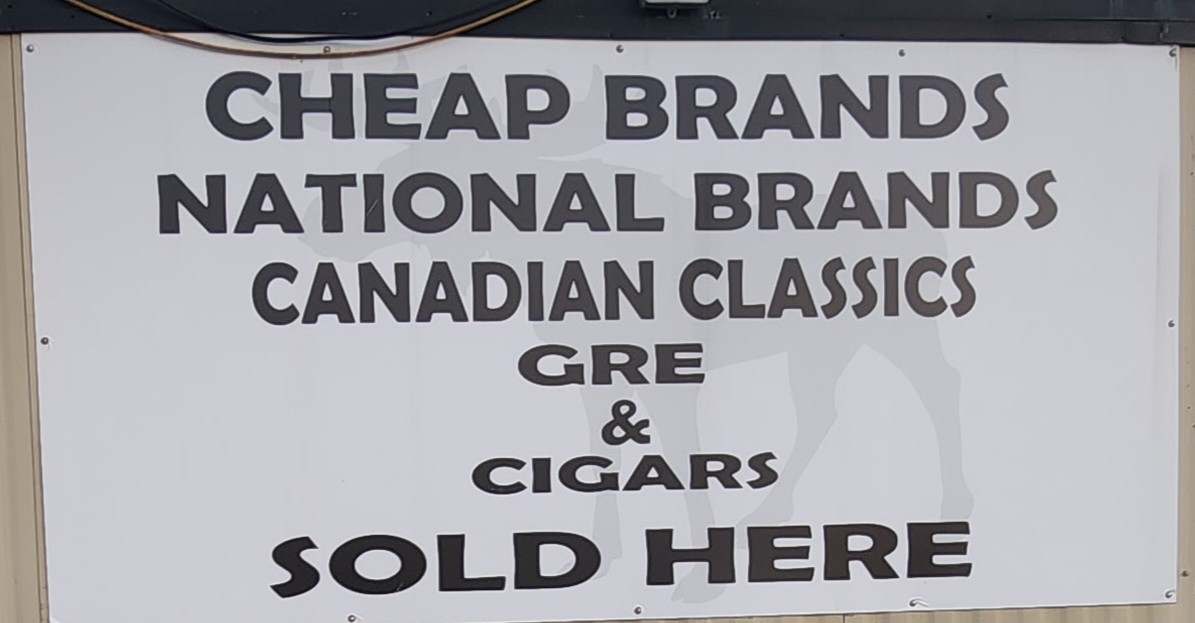 CHEAP BRANDS
NATIONAL BRANDS
CANADIAN CLASSICS
GRE
&
CIGARS
SOLD HERE